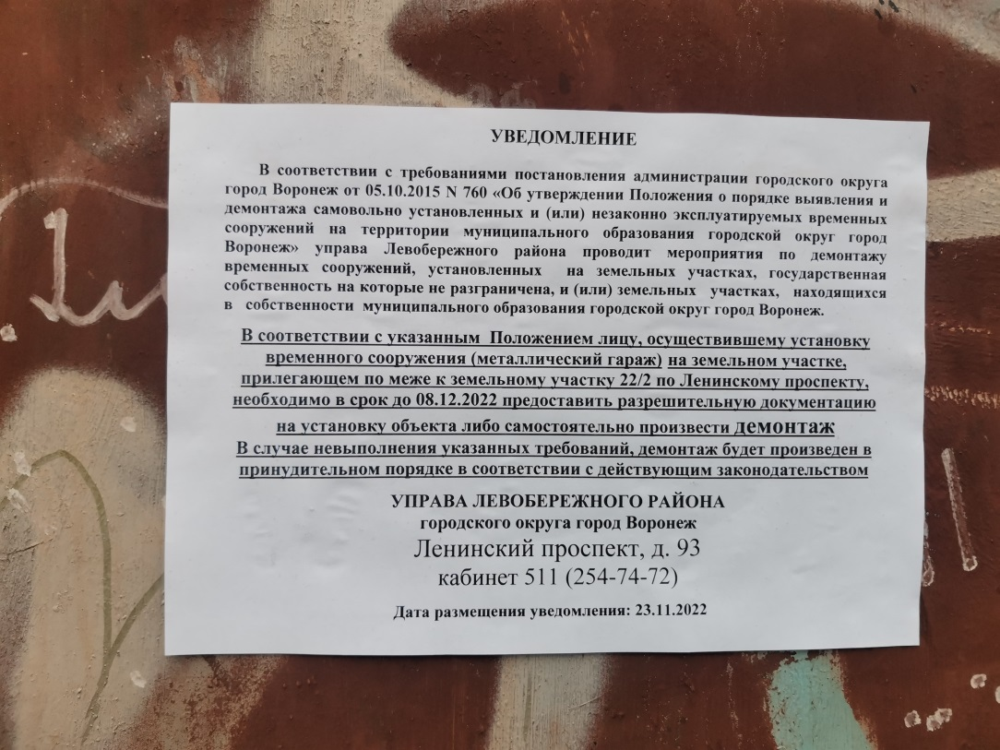 УВЕДОМЛЕНИЕ
В соответствии с требованиями постановления администрации городского округа
город Воронеж от 05.10.2015 N 760 «Об утверждении Положения о порядке выявления и
демонтажа самовольно установленных и (или) незаконно эксплуатируемых временных
сооружений на территории муниципального образования городской округ город
Воронеж» управа Левобережного района проводит мероприятия по демонтажу
временных сооружений, установленных на земельных участках, государственная
собственность на которые не разграничена, и (или) земельных участках, находящихся
в собственности муниципального образования городской округ город Воронеж.
В соответствии с указанным Положением лицу, осуществившему установку
временного сооружения (металлический гараж) на земельном участке,
прилегающем по меже к земельному участку 22/2 по Ленинскому проспекту,
необходимо в срок до 08.12.2022 предоставить разрешительную документацию
на установку объекта либо самостоятельно произвести демонтаж
В случае невыполнения указанных требований, демонтаж будет произведен в
принудительном порядке в соответствии с действующим законодательством
УПРАВА ЛЕВОБЕРЕЖНОГО РАЙОНА
городского округа город Воронеж
Ленинский проспект, д. 93
кабинет 511 (254-74-72)
Дата размещения уведомления: 23.11.2022